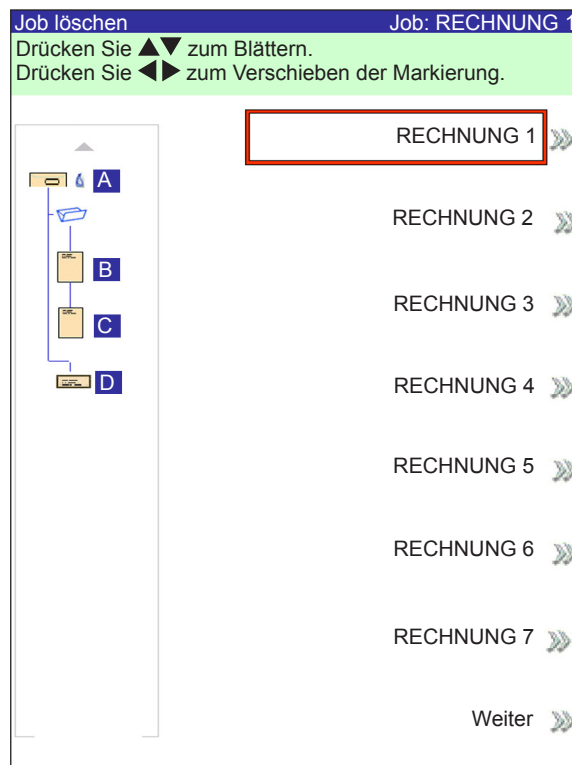 Job löschen Job: RECHNUNG 1
Drücken Sie ▲▼ zum Blättern.
Drücken Sie ◀▶ zum Verschieben der Markierung.
RECHNUNG 1
A
RECHNUNG 2
B
RECHNUNG 3
C
D
RECHNUNG 4
RECHNUNG 5
RECHNUNG 6
RECHNUNG 7
Weiter